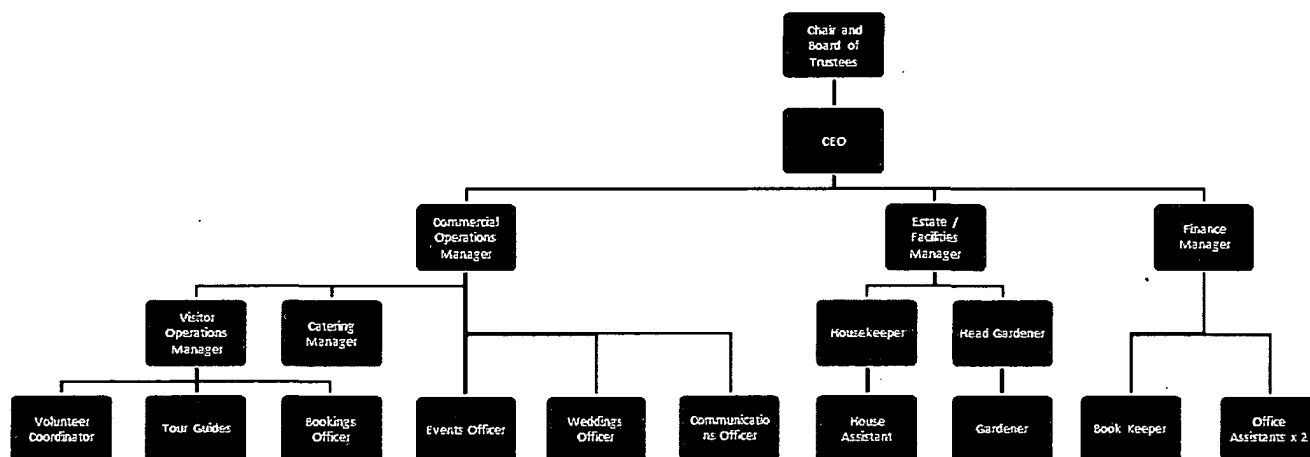 Chair and
Board of
Trustees
CEO
Commercial
Operations
Manager
Estate /
Facilities
Manager
Finance
Manager
Visitor
Operations
Manager
Catering
Manager
Housekeeper
Head Gardener
Volunteer
Coordinator
Tour Guides
Bookings
Officer
Events Officer
Weddings
Officer
Communicatio
ns Officer
House
Assistant
Gardener
Book Keeper
Office
Assistants x 2